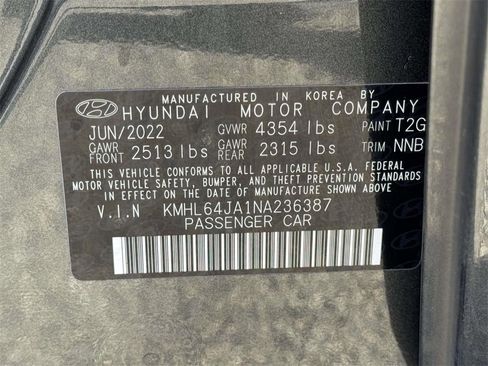 MANUFACTURED IN KOREA BY
HYUNDAI MOTOR COMPANY
JUN/2022 GVWR 4354 lbs PAINT T2G
GAWR FRONT 2513 lbs GAWR REAR 2315 lbs TRIM NNB
THIS VEHICLE CONFORMS TO ALL APPLICABLE U.S.A. FEDERAL
MOTOR VEHICLE SAFETY, BUMPER, AND THEFT PREVENTION STANDARDS
IN EFFECT ON THE DATE OF MANUFACTURE SHOWN ABOVE.
V.I.N KMHL64JA1NA236387
PASSENGER CAR